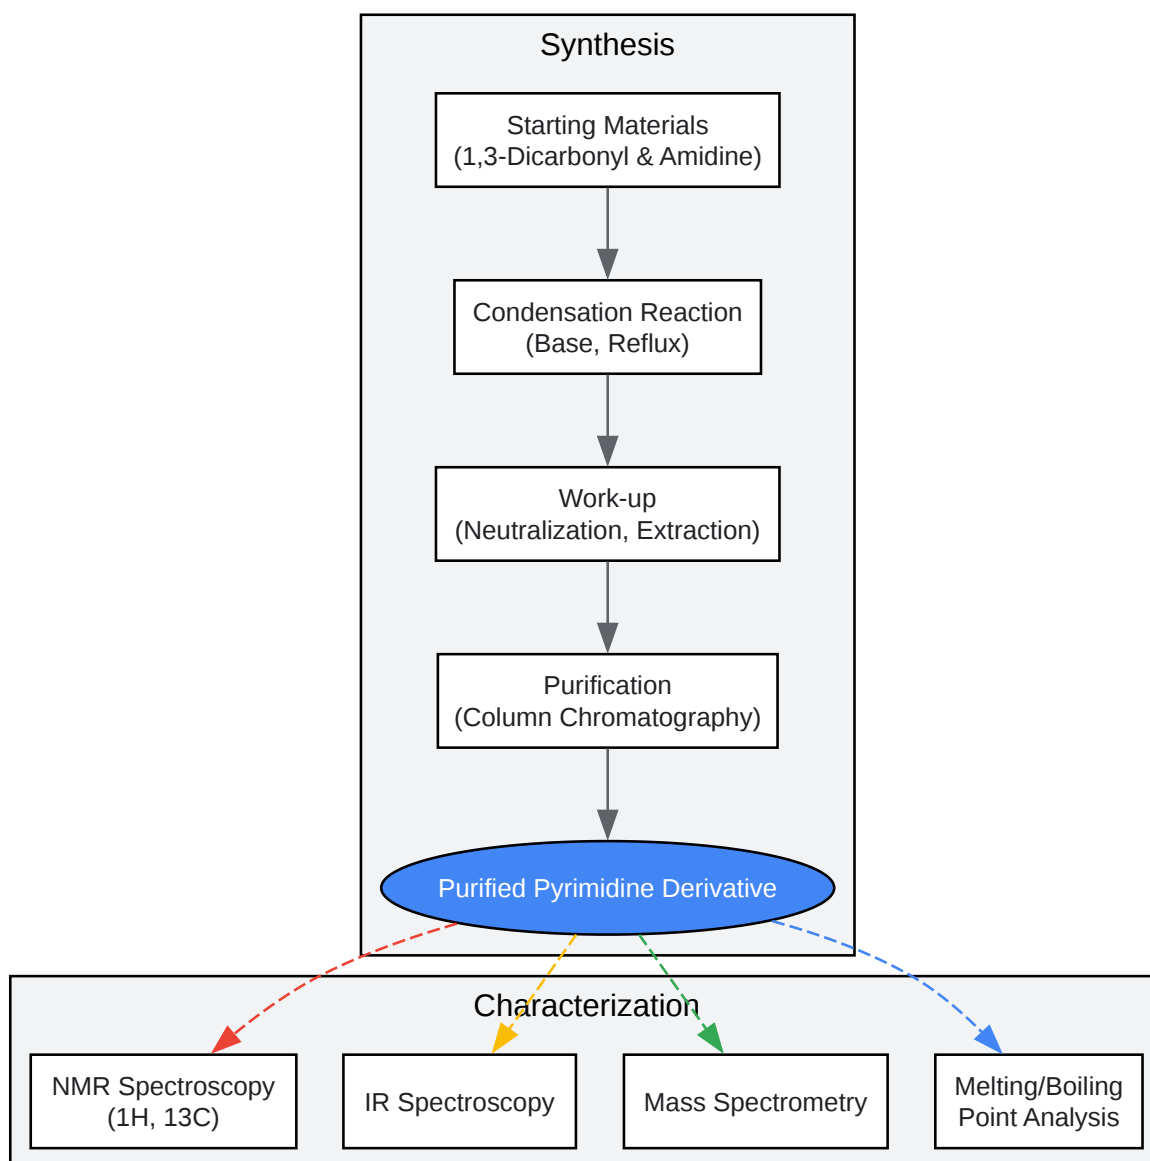 Synthesis
Starting Materials
(1,3-Dicarbonyl & Amidine)
Condensation Reaction
(Base, Reflux)
Work-up
(Neutralization, Extraction)
Purification
(Column Chromatography)
Purified Pyrimidine Derivative
Characterization
NMR Spectroscopy
(1H, 13C)
IR Spectroscopy
Mass Spectrometry
Melting/Boiling
Point Analysis